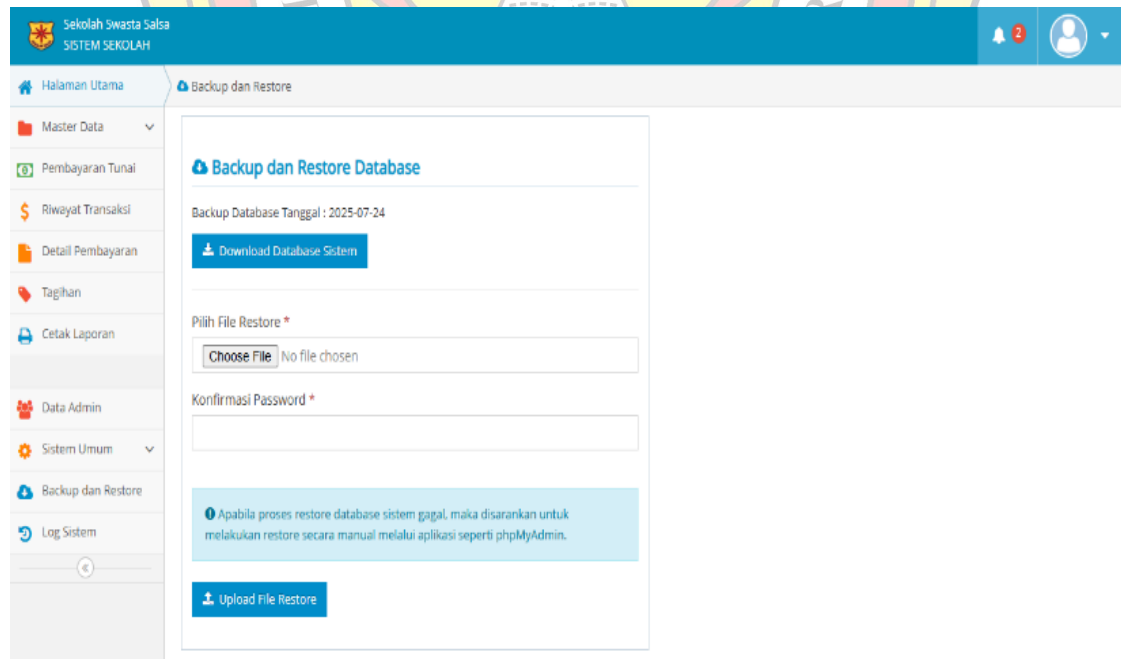 Sekolah Swasta Salsa
SISTEM SEKOLAH
2
Halaman Utama
Backup dan Restore
Master Data
Pembayaran Tunai
Riwayat Transaksi
Detail Pembayaran
Tagihan
Cetak Laporan
Data Admin
Sistem Umum
Backup dan Restore
Log Sistem
Backup dan Restore Database
Backup Database Tanggal : 2025-07-24
Download Database Sistem
Pilih File Restore *
Choose File No file chosen
Konfirmasi Password *
Apabila proses restore database sistem gagal, maka disarankan untuk
melakukan restore secara manual melalui aplikasi seperti phpMyAdmin.
Upload File Restore